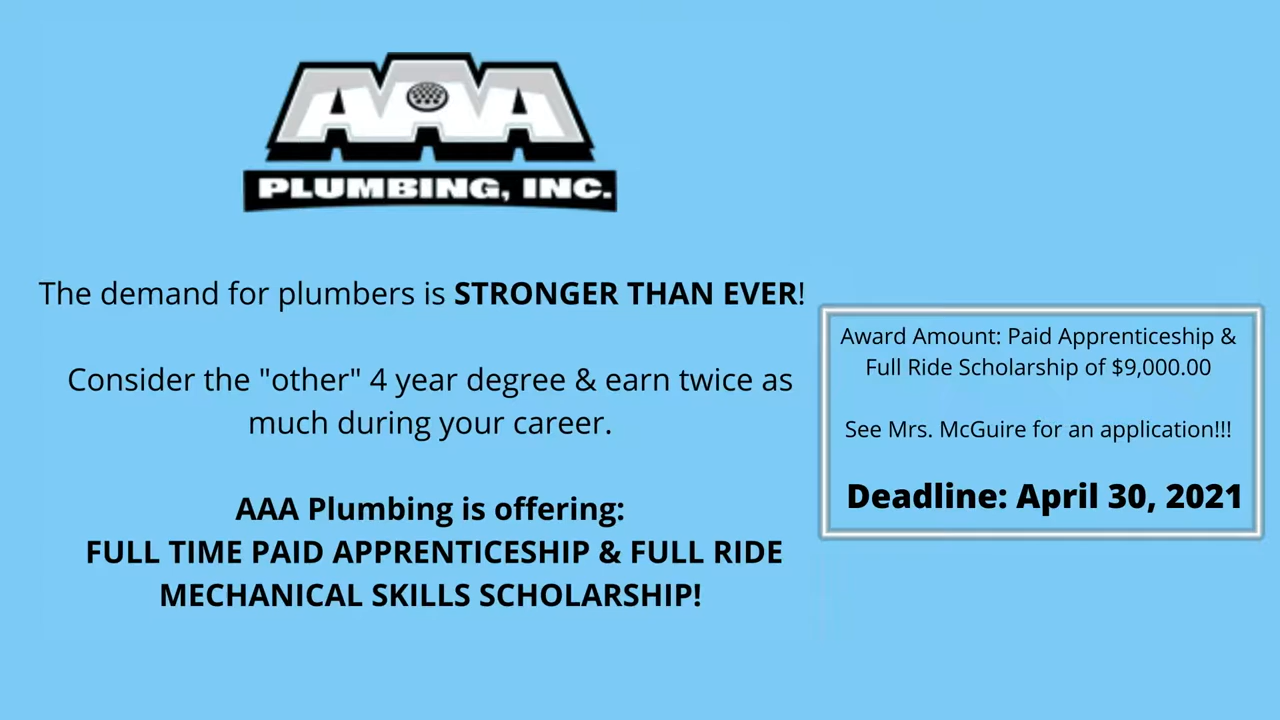 AAA
PLUMBING, INC.
The demand for plumbers is STRONGER THAN EVER!
Consider the "other" 4 year degree & earn twice as
much during your career.
AAA Plumbing is offering:
FULL TIME PAID APPRENTICESHIP & FULL RIDE
MECHANICAL SKILLS SCHOLARSHIP!
Award Amount: Paid Apprenticeship &
Full Ride Scholarship of $9,000.00
See Mrs. McGuire for an application!!!
Deadline: April 30, 2021